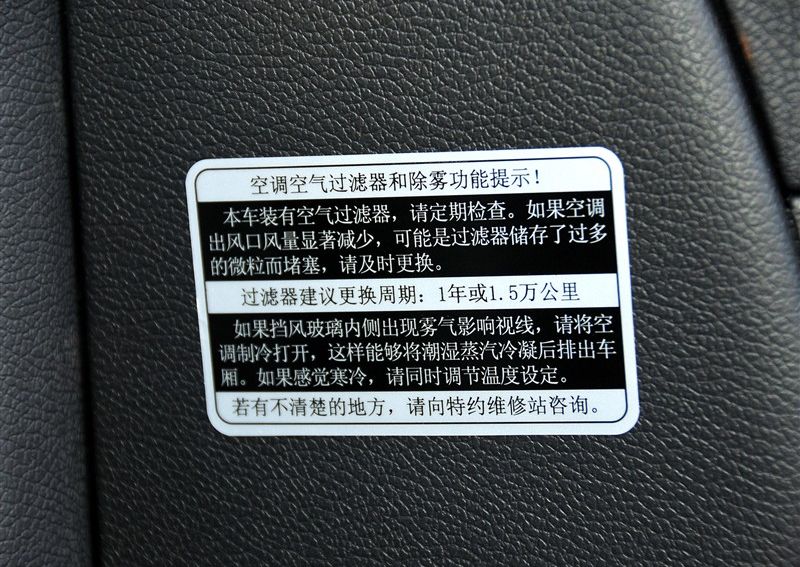 空调空气过滤器和除雾功能提示！
本车装有空气过滤器，请定期检查。如果空调
出风口风量显著减少，可能是过滤器储存了过多
的微粒而堵塞，请及时更换。
过滤器建议更换周期：1年或1.5万公里
如果挡风玻璃内侧出现雾气影响视线，请将空
调制冷打开，这样能够将潮湿蒸汽冷凝后排出车
厢。如果感觉寒冷，请同时调节温度设定。
若有不清楚的地方，请向特约维修站咨询。